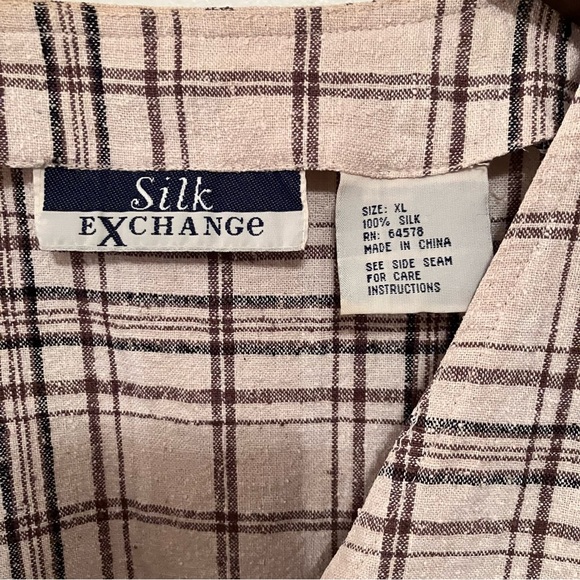 Silk
EXCHANGe
SIZE: XL
100% SILK
RN: 64578
MADE IN CHINA
SEE SIDE SEAM
FOR CARE
INSTRUCTIONS